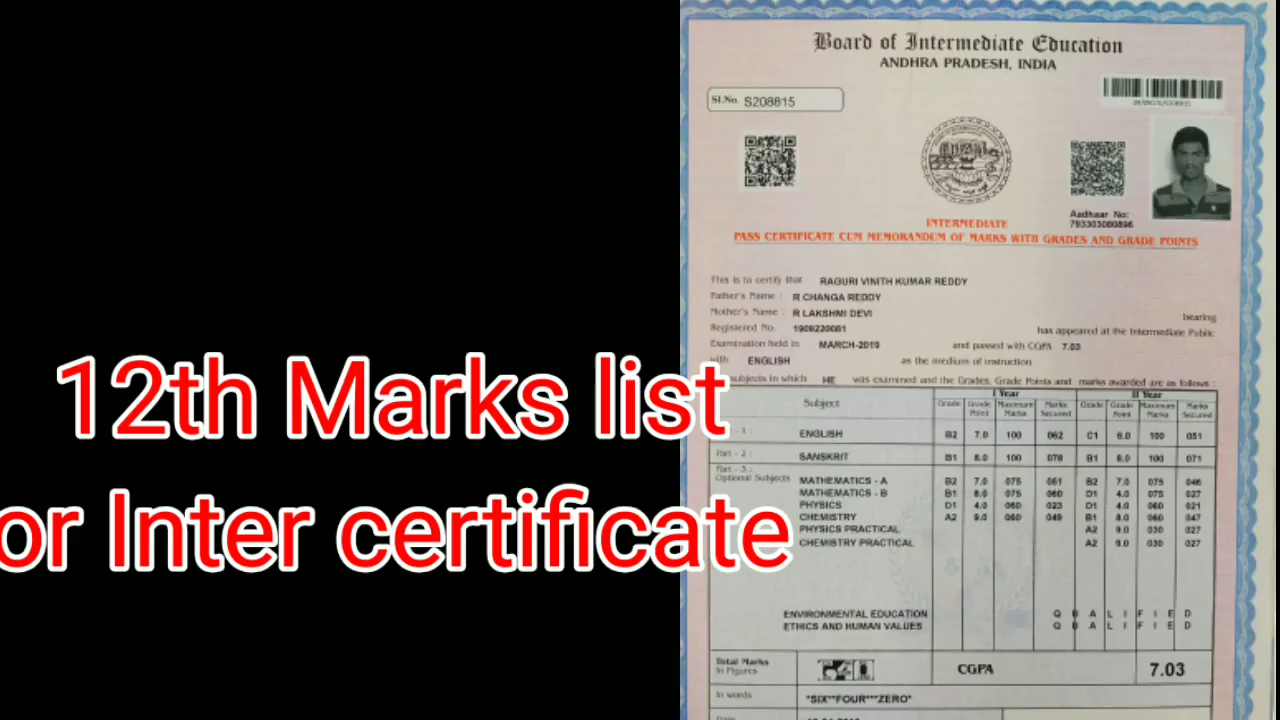 12th Marks list
or Inter certificate
Board of Intermediate Education
ANDHRA PRADESH, INDIA
Sl.No. S208815
Aadhaar No:
793303080896
INTERMEDIATE
PASS CERTIFICATE CUM MEMORANDUM OF MARKS WITH GRADES AND GRADE POINTS
This is to certify that RAGURI VINITH KUMAR REDDY
Father's Name : R CHANGA REDDY
Mother's Name : R LAKSHMI DEVI bearing
Registered No. 1909220081 has appeared at the Intermediate Public
Examination held in MARCH-2019 and passed with CGPA 7.03
with ENGLISH as the medium of instruction
subjects in which HE was examined and the Grades, Grade Points and marks awarded are as follows :
Subject I Year II Year
Grade Grade Point Maximum Marks Marks Secured Grade Grade Point Maximum Marks Marks Secured
- 1 : ENGLISH B2 7.0 100 062 C1 6.0 100 051
Part - 2 : SANSKRIT B1 8.0 100 078 B1 8.0 100 071
Part - 3 :
Optional Subjects MATHEMATICS - A B2 7.0 075 051 B2 7.0 075 046
MATHEMATICS - B B1 8.0 075 060 D1 4.0 075 027
PHYSICS D1 4.0 060 023 D1 4.0 060 021
CHEMISTRY A2 9.0 060 049 B1 8.0 060 047
PHYSICS PRACTICAL A2 9.0 030 027
CHEMISTRY PRACTICAL A2 9.0 030 027
ENVIRONMENTAL EDUCATION Q U A L I F I E D
ETHICS AND HUMAN VALUES Q U A L I F I E D
Total Marks
In Figures CGPA 7.03
In words *SIX**FOUR***ZERO*